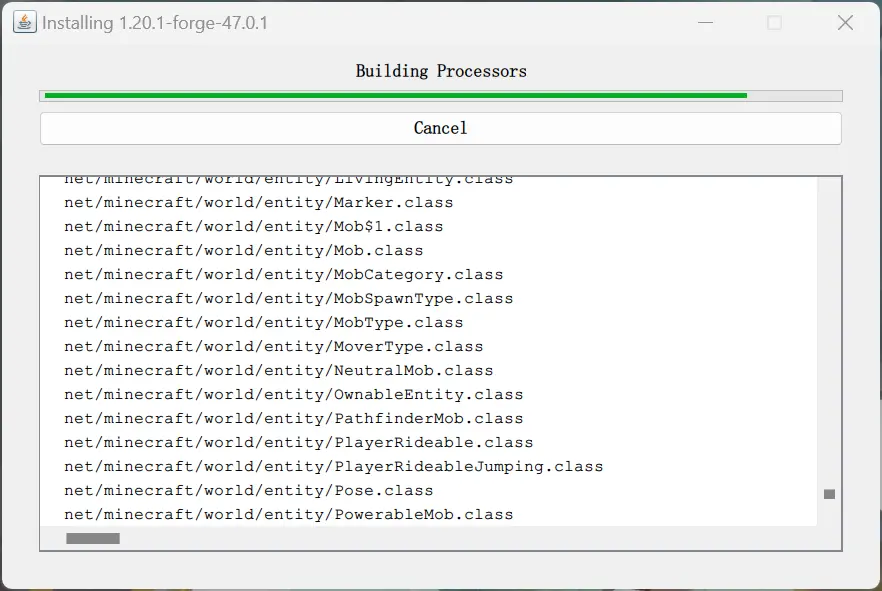 Installing 1.20.1-forge-47.0.1
Building Processors
Cancel
net/minecraft/world/entity/LivingEntity.class
net/minecraft/world/entity/Marker.class
net/minecraft/world/entity/Mob$1.class
net/minecraft/world/entity/Mob.class
net/minecraft/world/entity/MobCategory.class
net/minecraft/world/entity/MobSpawnType.class
net/minecraft/world/entity/MobType.class
net/minecraft/world/entity/MoverType.class
net/minecraft/world/entity/NeutralMob.class
net/minecraft/world/entity/OwnableEntity.class
net/minecraft/world/entity/PathfinderMob.class
net/minecraft/world/entity/PlayerRideable.class
net/minecraft/world/entity/PlayerRideableJumping.class
net/minecraft/world/entity/Pose.class
net/minecraft/world/entity/PowerableMob.class